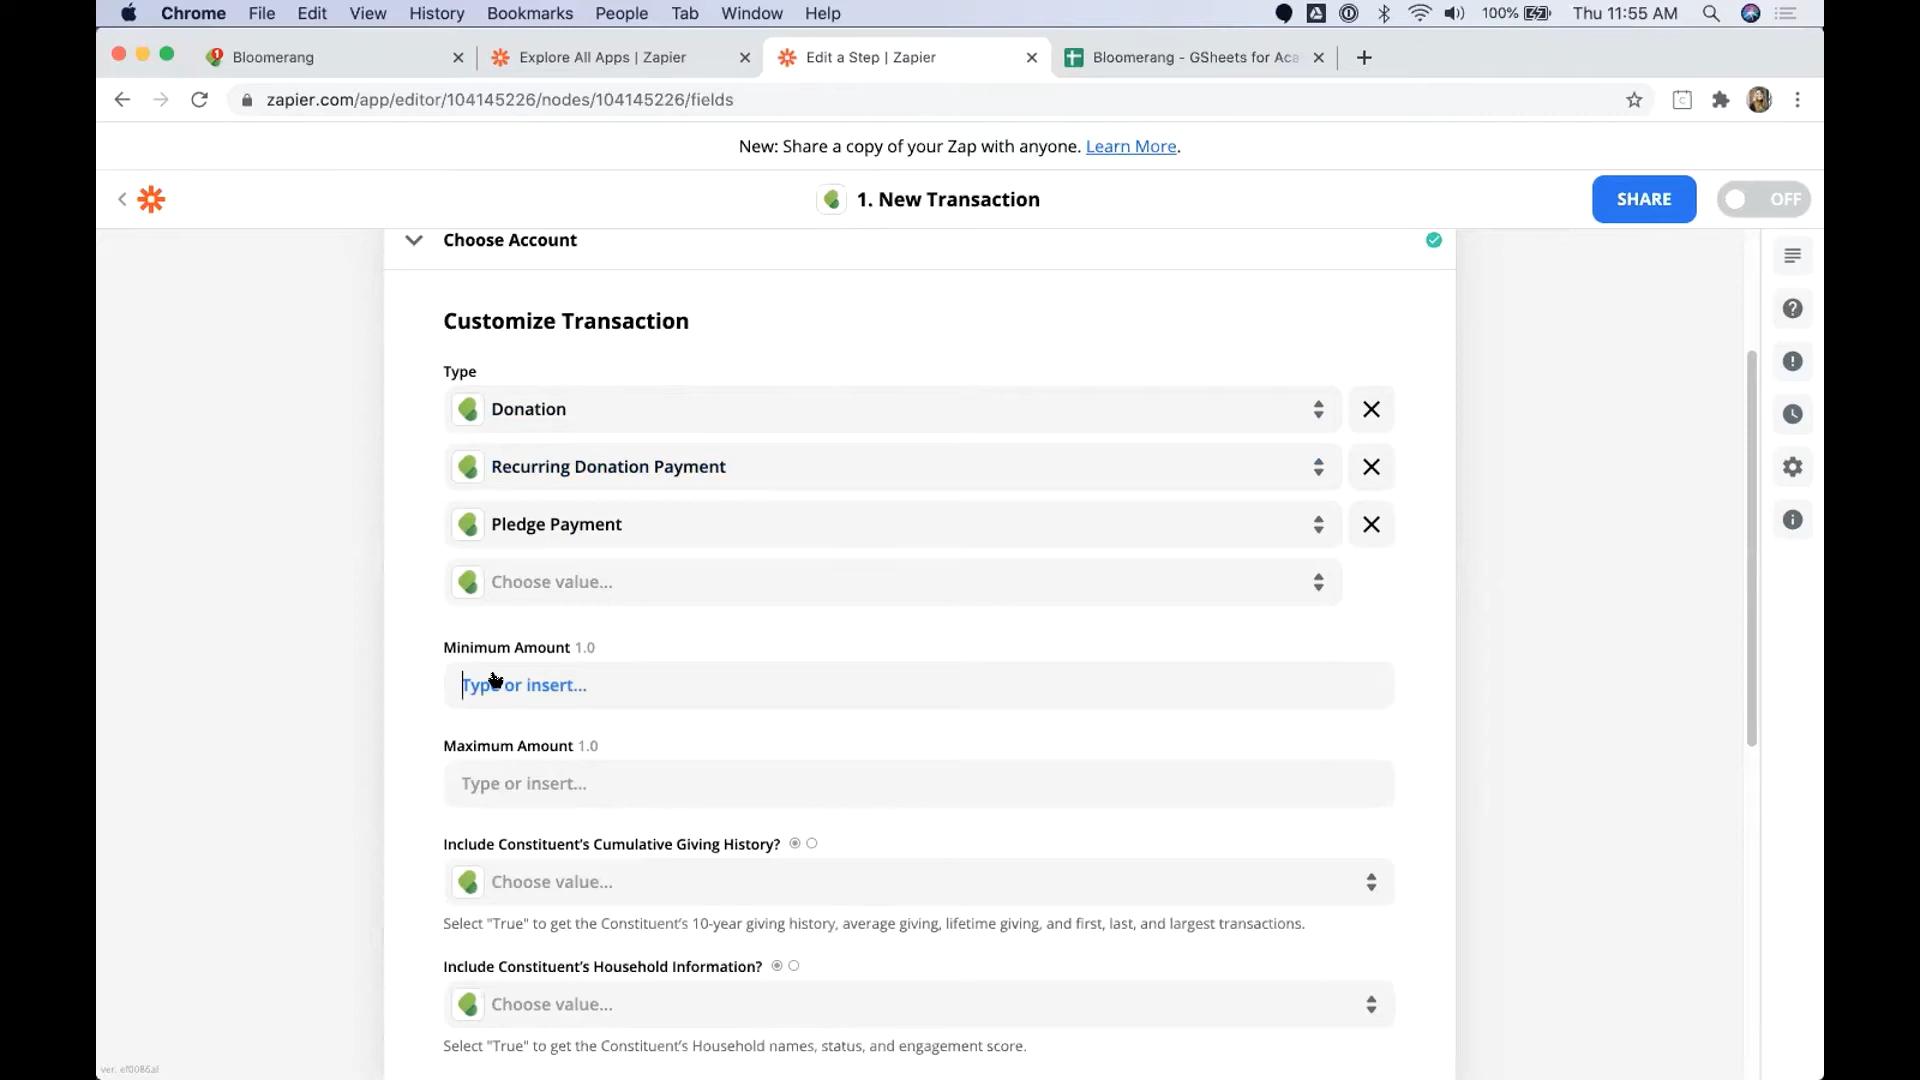 Chrome File Edit View History Bookmarks People Tab Window Help 100% Thu 11:55 AM
Bloomerang Explore All Apps | Zapier Edit a Step | Zapier Bloomerang - GSheets for Aca
zapier.com/app/editor/104145226/nodes/104145226/fields
New: Share a copy of your Zap with anyone. Learn More.
1. New Transaction SHARE OFF
Choose Account
Customize Transaction
Type
Donation
Recurring Donation Payment
Pledge Payment
Choose value...
Minimum Amount 1.0
Type or insert...
Maximum Amount 1.0
Type or insert...
Include Constituent's Cumulative Giving History?
Choose value...
Select "True" to get the Constituent's 10-year giving history, average giving, lifetime giving, and first, last, and largest transactions.
Include Constituent's Household Information?
Choose value...
Select "True" to get the Constituent's Household names, status, and engagement score.